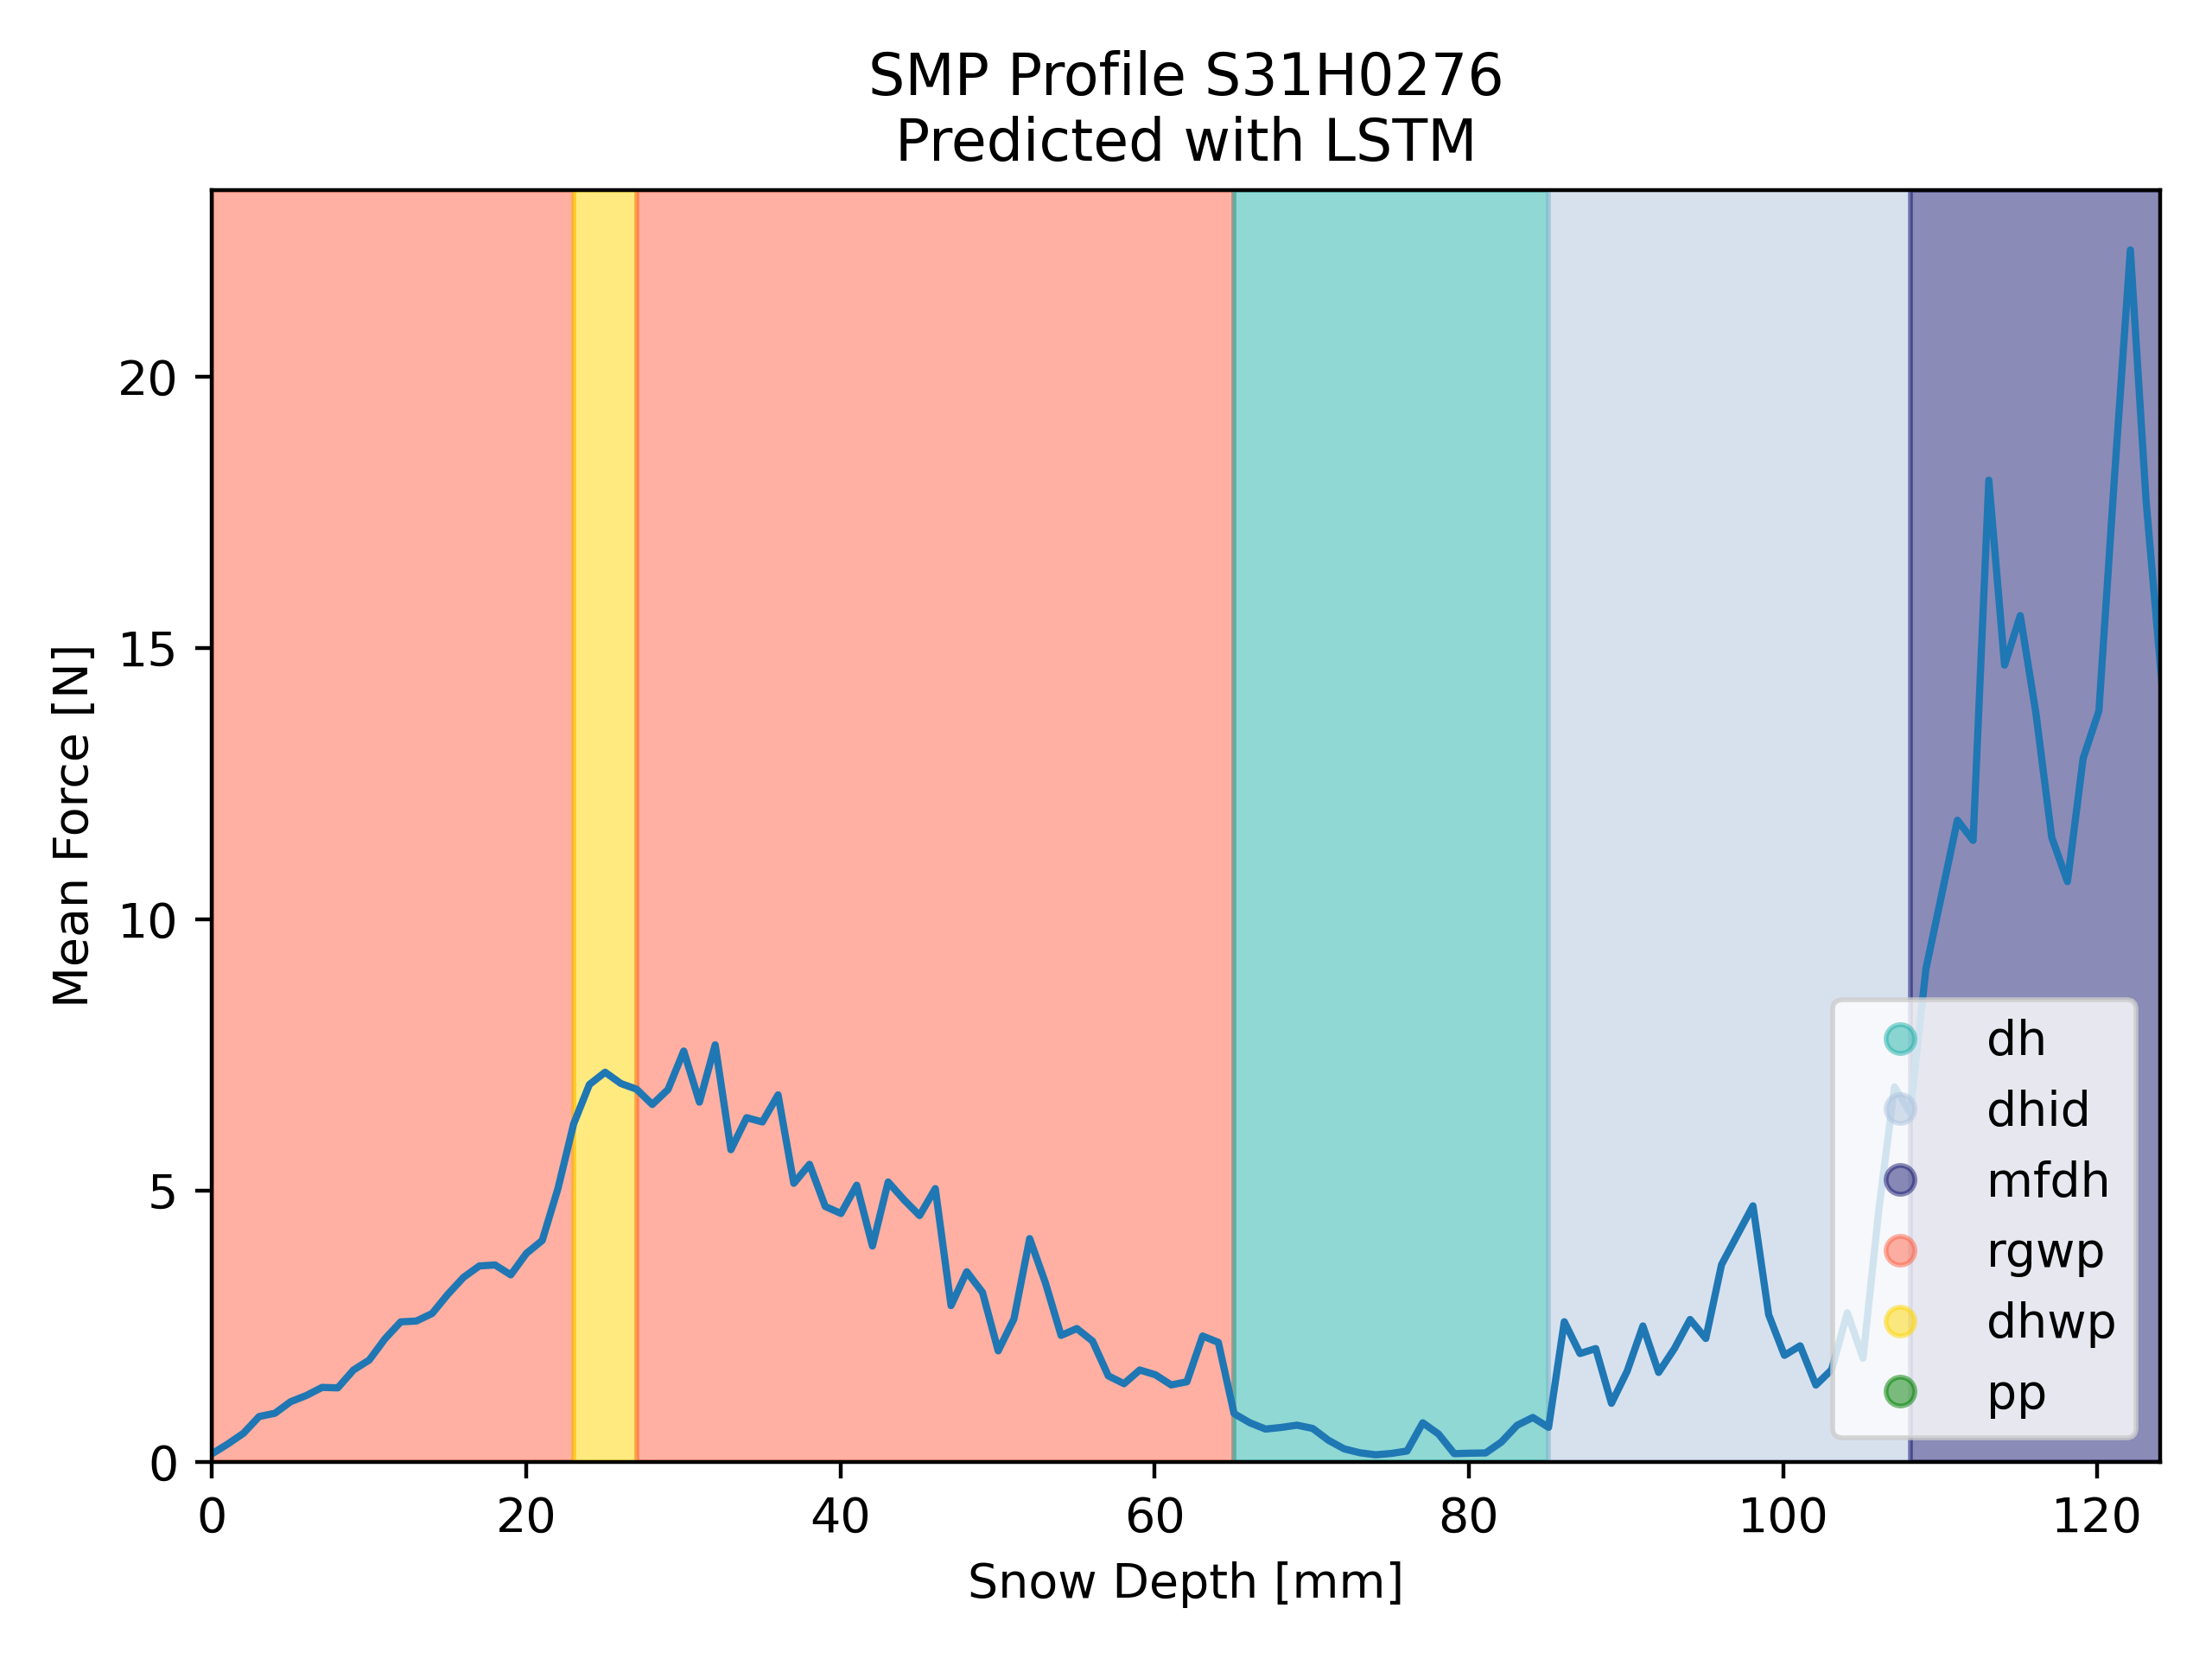 SMP Profile S31H0276
Predicted with LSTM
Mean Force [N]
20
15
10
5
0
dh
dhid
mfdh
rgwp
dhwp
pp
0 20 40 60 80 100 120
Snow Depth [mm]